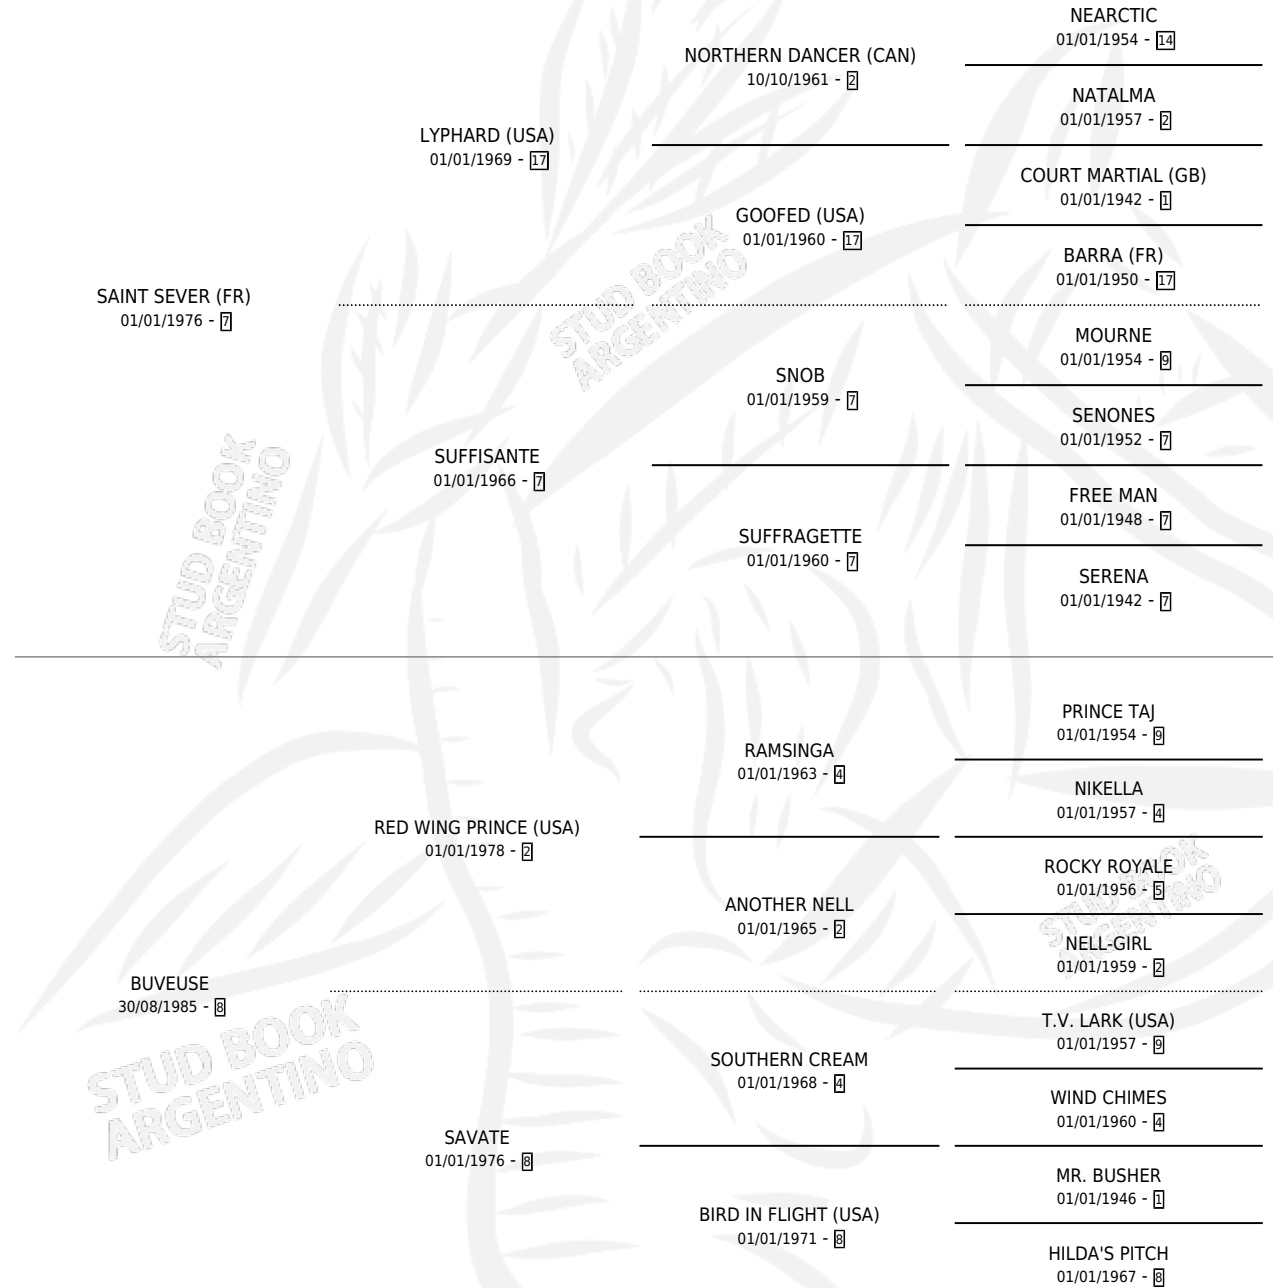 NEARCTIC
01/01/1954 - 14
NORTHERN DANCER (CAN)
10/10/1961 - 2
NATALMA
01/01/1957 - 2
LYPHARD (USA)
01/01/1969 - 17
COURT MARTIAL (GB)
01/01/1942 - 1
GOOFED (USA)
01/01/1960 - 17
BARRA (FR)
01/01/1950 - 17
SAINT SEVER (FR)
01/01/1976 - 7
STUD BOOK
ARGENTINO
MOURNE
01/01/1954 - 9
SNOB
01/01/1959 - 7
SENONES
01/01/1952 - 7
SUFFISANTE
01/01/1966 - 7
FREE MAN
01/01/1948 - 7
SUFFRAGETTE
01/01/1960 - 7
SERENA
01/01/1942 - 7
STUD BOOK
ARGENTINO
PRINCE TAJ
01/01/1954 - 9
RAMSINGA
01/01/1963 - 4
NIKELLA
01/01/1957 - 4
RED WING PRINCE (USA)
01/01/1978 - 2
ROCKY ROYALE
01/01/1956 - 5
ANOTHER NELL
01/01/1965 - 2
NELL-GIRL
01/01/1959 - 2
STUD BOOK
ARGENTINO
BUVEUSE
30/08/1985 - 8
T.V. LARK (USA)
01/01/1957 - 9
SOUTHERN CREAM
01/01/1968 - 4
WIND CHIMES
01/01/1960 - 4
STUD BOOK
ARGENTINO
SAVATE
01/01/1976 - 8
MR. BUSHER
01/01/1946 - 1
BIRD IN FLIGHT (USA)
01/01/1971 - 8
HILDA'S PITCH
01/01/1967 - 8